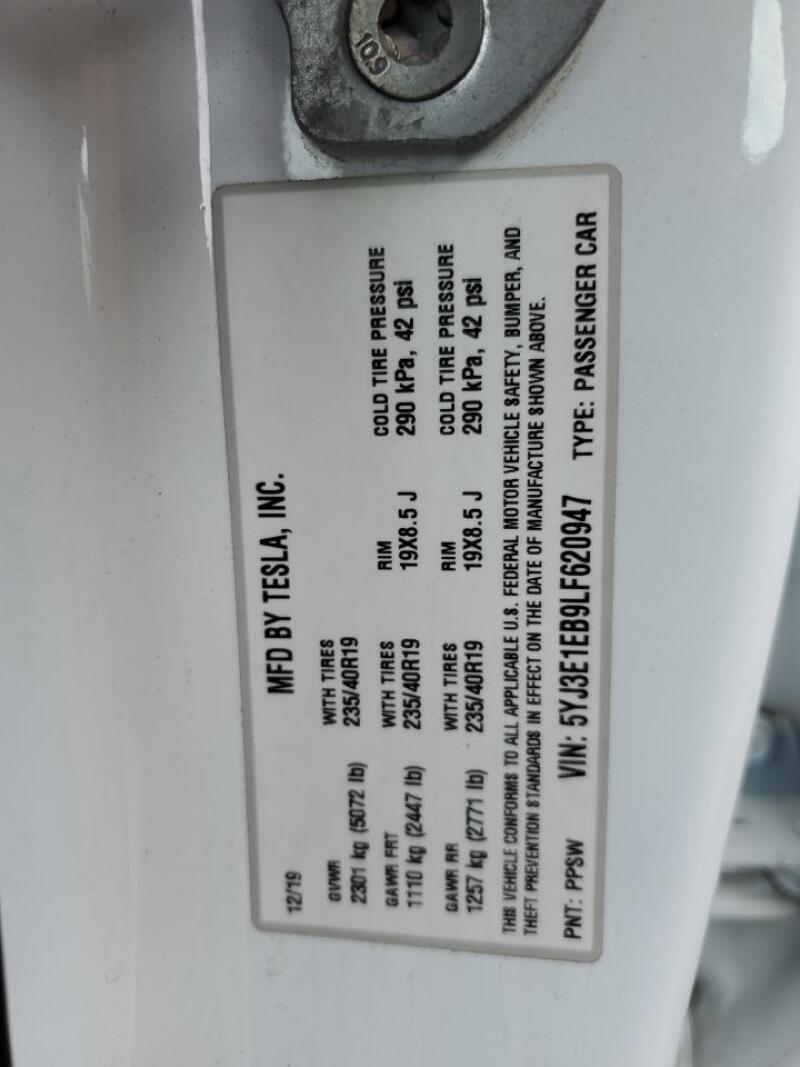 10.9
MFD BY TESLA, INC.
12/19
GVWR WITH TIRES
2301 kg (5072 lb) 235/40R19
GAWR FRT WITH TIRES RIM COLD TIRE PRESSURE
1110 kg (2447 lb) 235/40R19 19X8.5 J 290 kPa, 42 psi
GAWR RR WITH TIRES RIM COLD TIRE PRESSURE
1257 kg (2771 lb) 235/40R19 19X8.5 J 290 kPa, 42 psi
THIS VEHICLE CONFORMS TO ALL APPLICABLE U.S. FEDERAL MOTOR VEHICLE SAFETY, BUMPER, AND
THEFT PREVENTION STANDARDS IN EFFECT ON THE DATE OF MANUFACTURE SHOWN ABOVE.
PNT: PPSW VIN: 5YJ3E1EB9LF620947 TYPE: PASSENGER CAR